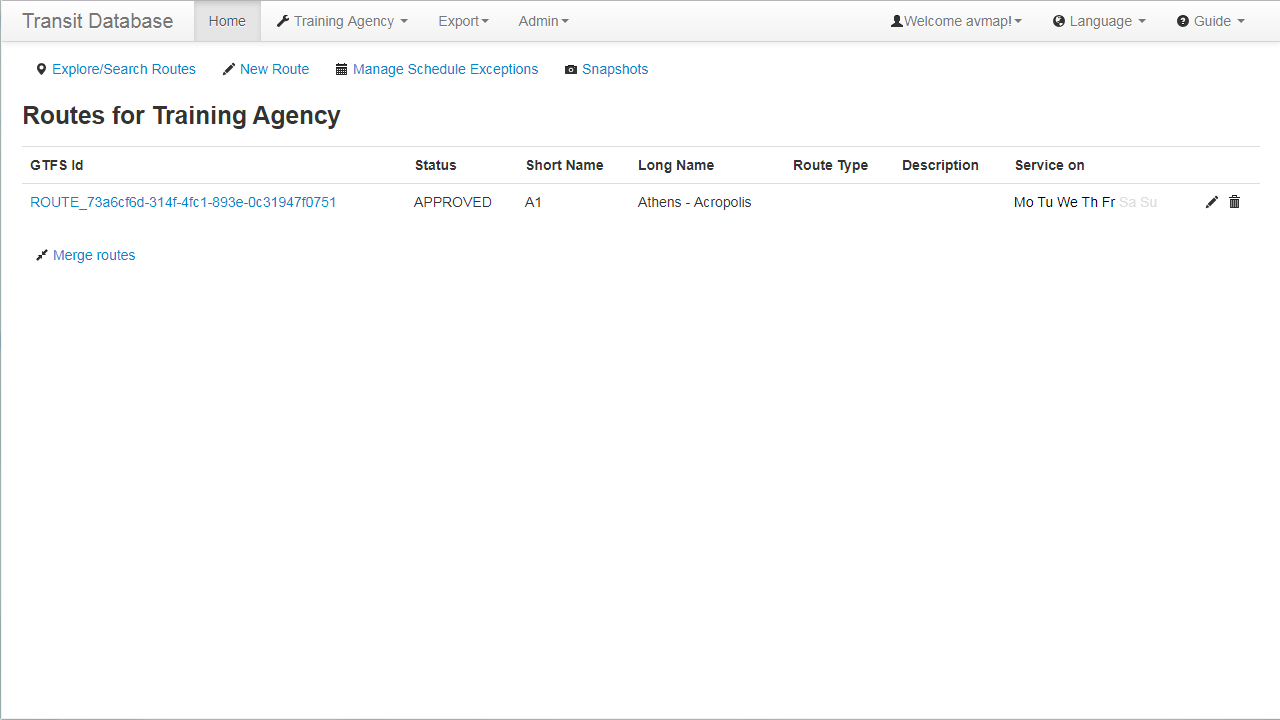 Transit Database Home Training Agency Export Admin Welcome avmap! Language Guide
Explore/Search Routes New Route Manage Schedule Exceptions Snapshots
Routes for Training Agency
GTFS Id Status Short Name Long Name Route Type Description Service on
ROUTE_73a6cf6d-314f-4fc1-893e-0c31947f0751 APPROVED A1 Athens - Acropolis Mo Tu We Th Fr Sa Su
Merge routes